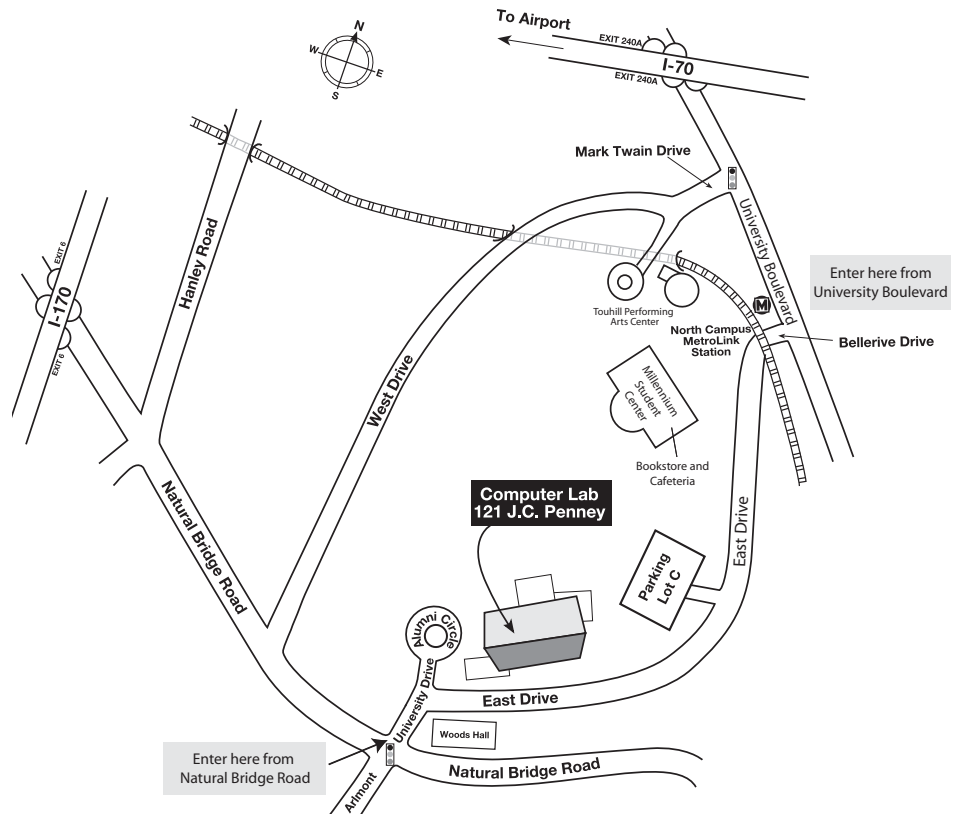 To Airport
EXIT 240A
I-70
EXIT 240A
N
W
E
S
Mark Twain Drive
University Boulevard
Enter here from
University Boulevard
Hanley Road
EXIT 6
I-170
EXIT 6
Touhill Performing
Arts Center
M
North Campus
MetroLink
Station
Bellerive Drive
West Drive
Millennium
Student
Center
Bookstore and
Cafeteria
Computer Lab
121 J.C. Penney
Natural Bridge Road
East Drive
Parking
Lot C
Alumni Circle
University Drive
East Drive
Woods Hall
Enter here from
Natural Bridge Road
Natural Bridge Road
Arlmont